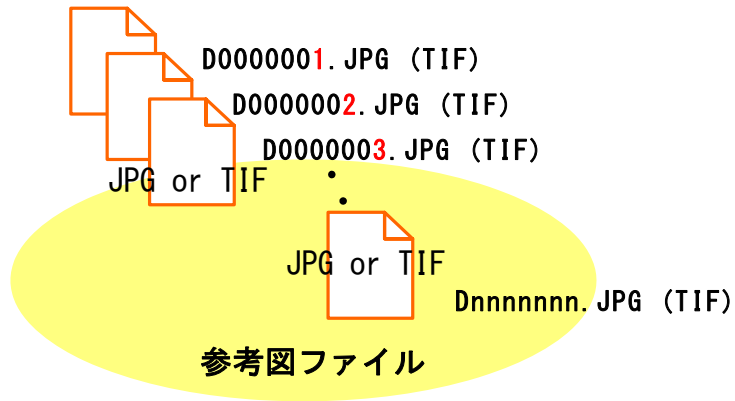 D0000001.JPG (TIF)
D0000002.JPG (TIF)
D0000003.JPG (TIF)
JPG or TIF
JPG or TIF
Dnnnnnnn.JPG (TIF)
参考図ファイル